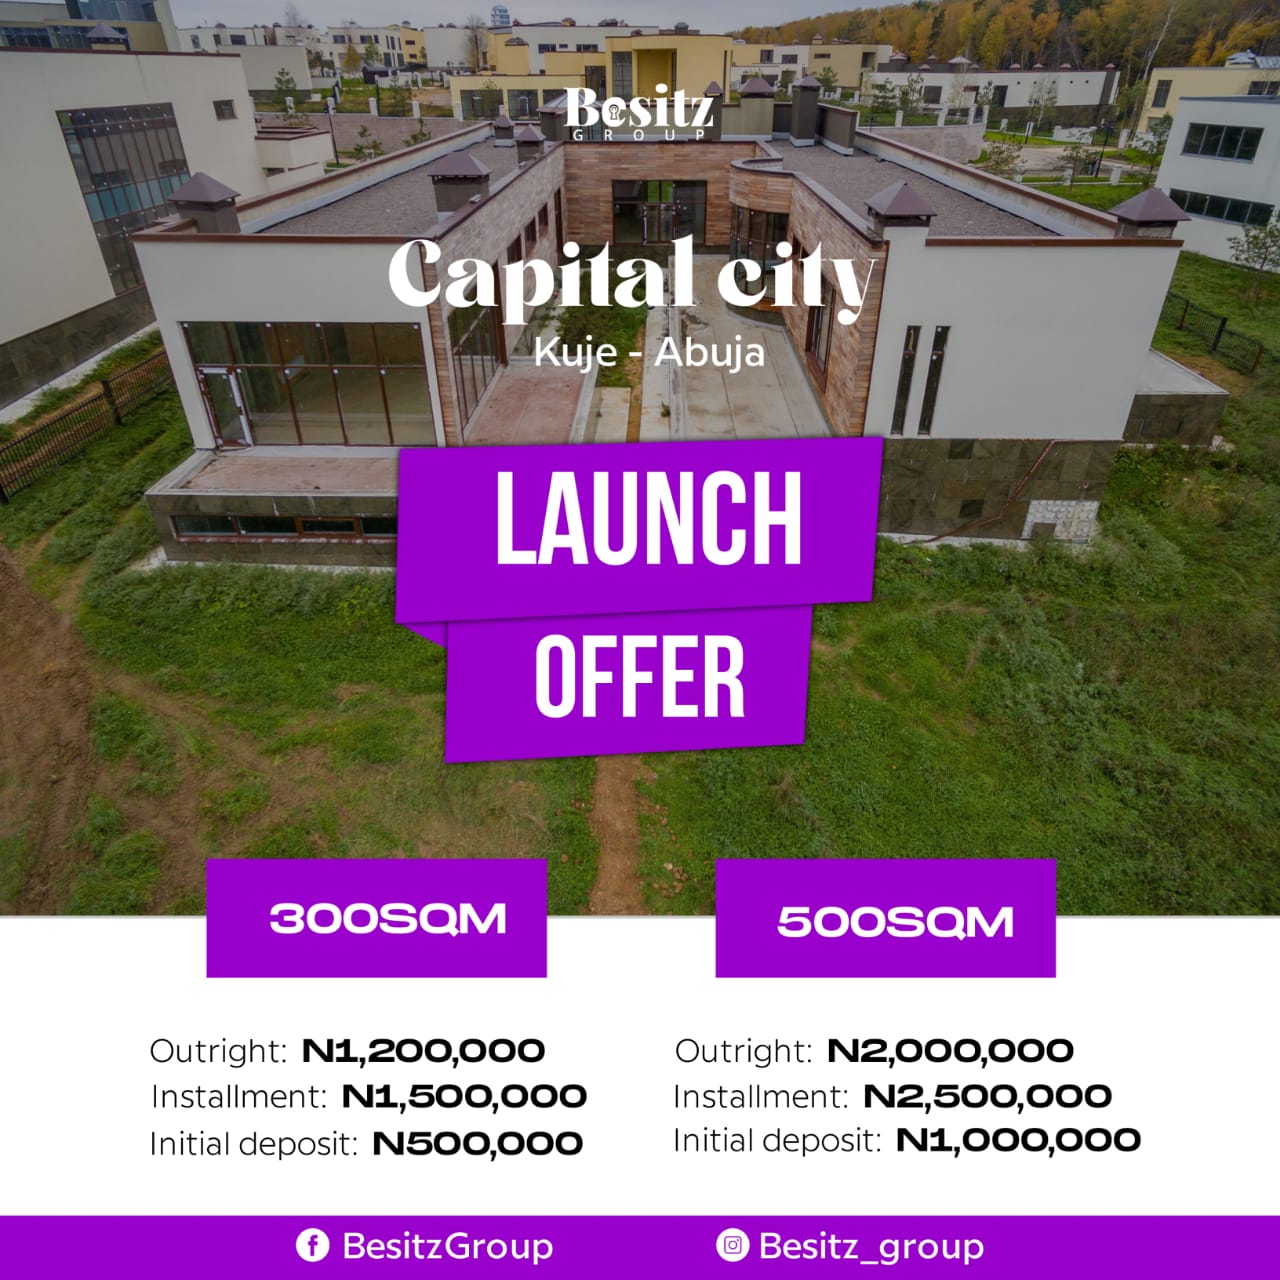 Besitz
GROUP
Capital city
Kuje - Abuja
LAUNCH
OFFER
300SQM
Outright: N1,200,000
Installment: N1,500,000
Initial deposit: N500,000
500SQM
Outright: N2,000,000
Installment: N2,500,000
Initial deposit: N1,000,000
BesitzGroup
Besitz_group